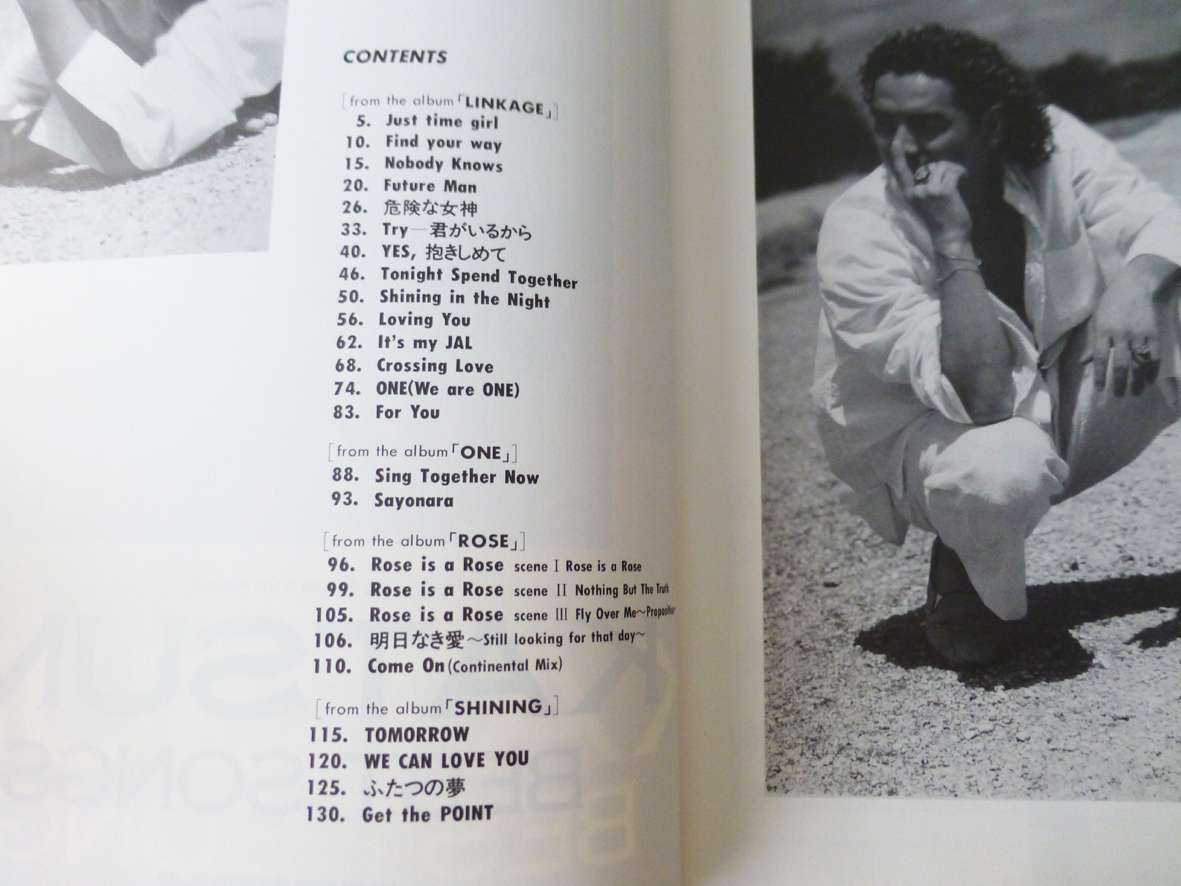 CONTENTS
[from the album「LINKAGE」]
5. Just time girl
10. Find your way
15. Nobody Knows
20. Future Man
26. 危険な女神
33. Try—君がいるから
40. YES, 抱きしめて
46. Tonight Spend Together
50. Shining in the Night
56. Loving You
62. It's my JAL
68. Crossing Love
74. ONE(We are ONE)
83. For You
[from the album「ONE」]
88. Sing Together Now
93. Sayonara
[from the album「ROSE」]
96. Rose is a Rose scene Ⅰ Rose is a Rose
99. Rose is a Rose scene Ⅱ Nothing But The Truth
105. Rose is a Rose scene Ⅲ Fly Over Me~
106. 明日なき愛~Still looking for that day~
110. Come On(Continental Mix)
[from the album「SHINING」]
115. TOMORROW
120. WE CAN LOVE YOU
125. ふたつの夢
130. Get the POINT
BEST SONGS